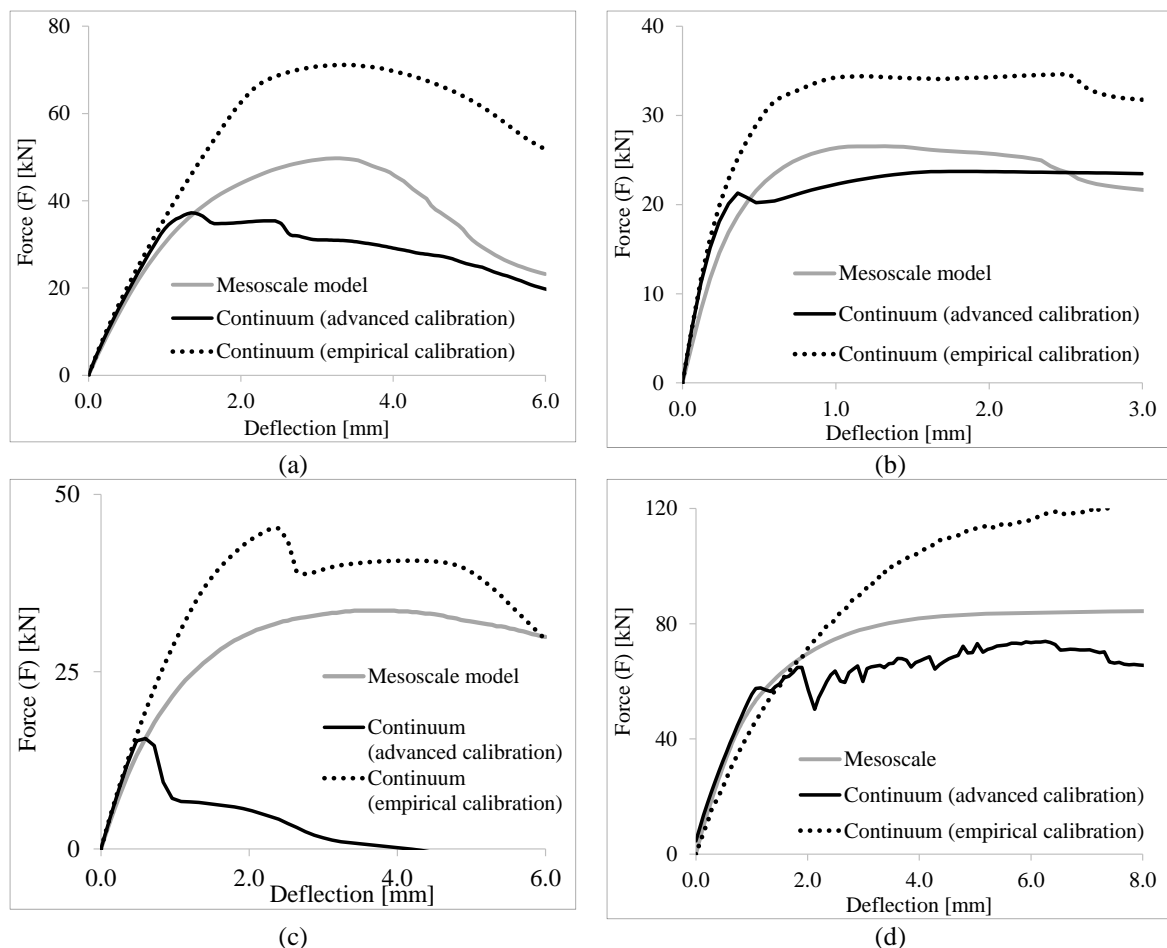 80
60
40
20
0
Force (F) [kN]
Mesoscale model
Continuum (advanced calibration)
Continuum (empirical calibration)
0.0 2.0 4.0 6.0
Deflection [mm]
(a)
40
30
20
10
0
Force (F) [kN]
Mesoscale model
Continuum (advanced calibration)
Continuum (empirical calibration)
0.0 1.0 2.0 3.0
Deflection [mm]
(b)
50
25
0
Force (F) [kN]
Mesoscale model
Continuum
(advanced calibration)
Continuum
(empirical calibration)
0.0 2.0 4.0 6.0
Deflection [mm]
(c)
120
80
40
0
Force (F) [kN]
Mesoscale
Continuum (advanced calibration)
Continuum (empirical calibration)
0.0 2.0 4.0 6.0 8.0
Deflection [mm]
(d)